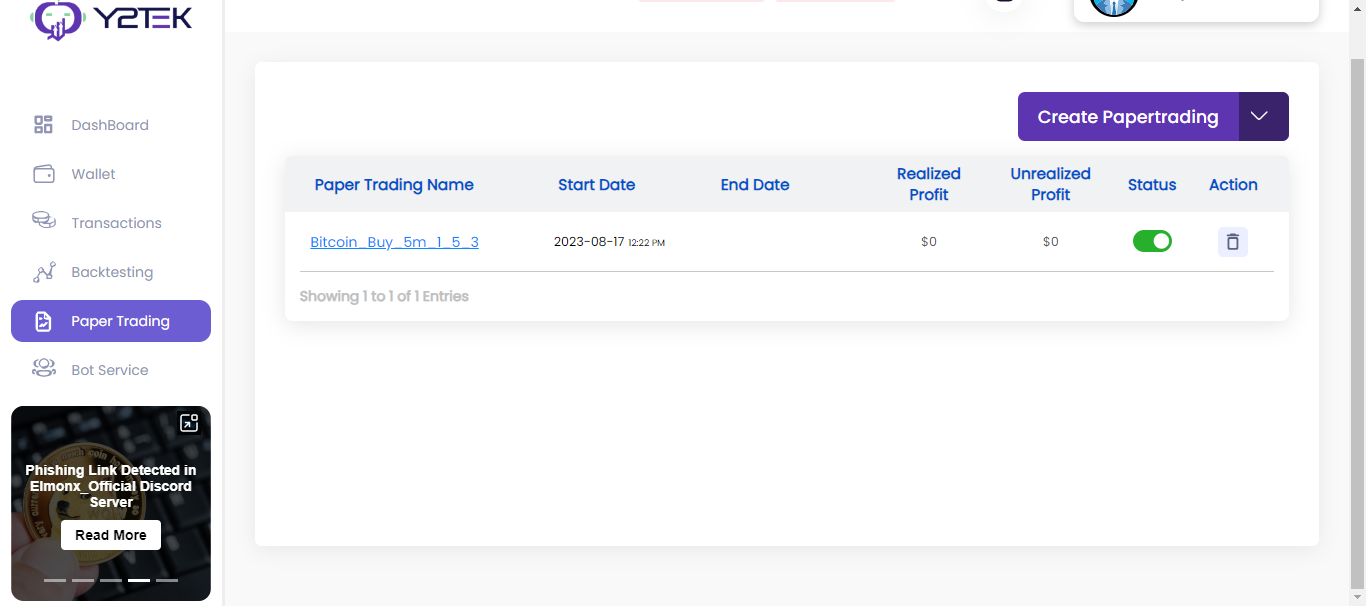 Y2TEK
DashBoard
Wallet
Transactions
Backtesting
Paper Trading
Bot Service
Phishing Link Detected in
Elmonx_Official Discord
Server
Read More
Create Papertrading
Paper Trading Name Start Date End Date Realized Profit Unrealized Profit Status Action
Bitcoin_Buy_5m_1_5_3 2023-08-17 12:22 PM $0 $0
Showing 1 to 1 of 1 Entries